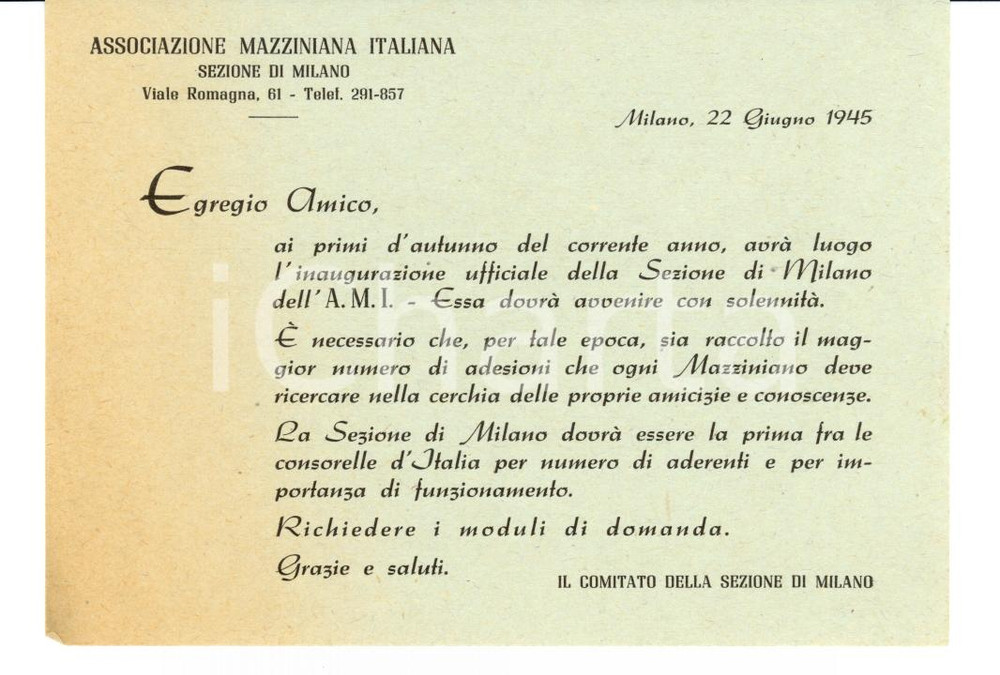 ASSOCIAZIONE MAZZINIANA ITALIANA
SEZIONE DI MILANO
Viale Romagna, 61 - Telef. 291-857
Milano, 22 Giugno 1945
Egregio Amico,
ai primi d'autunno del corrente anno, avrà luogo
l'inaugurazione ufficiale della Sezione di Milano
dell'A.M.I. - Essa dovrà avvenire con solennità.
È necessario che, per tale epoca, sia raccolto il mag-
gior numero di adesioni che ogni Mazziniano deve
ricercare nella cerchia delle proprie amicizie e conoscenze.
La Sezione di Milano dovrà essere la prima fra le
consorelle d'Italia per numero di aderenti e per im-
portanza di funzionamento.
Richiedere i moduli di domanda.
Grazie e saluti.
IL COMITATO DELLA SEZIONE DI MILANO
iCharta